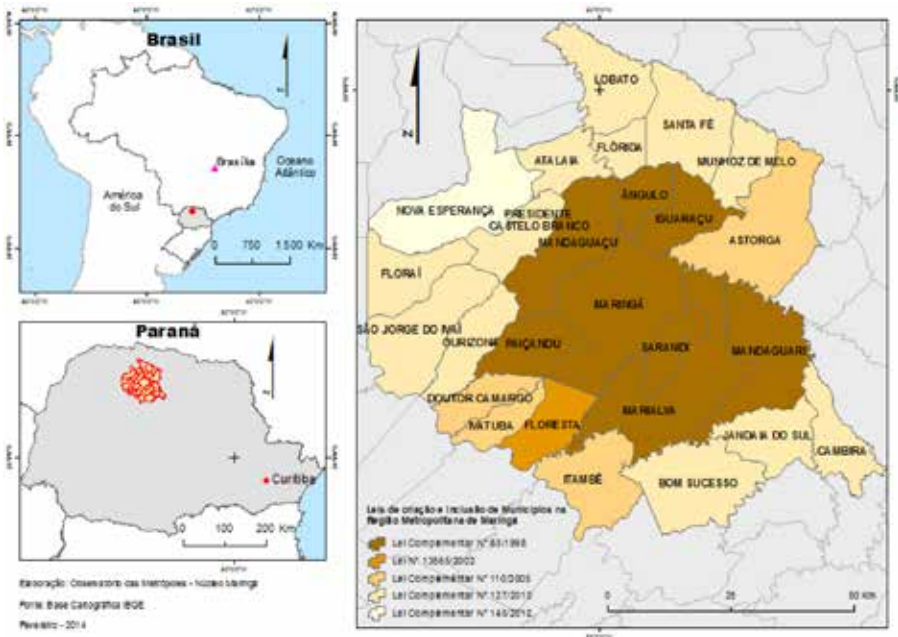 Brasil
Brasília
Oceano
Atlântico
América
do Sul
0 750 1.500 Km
Paraná
Curitiba
0 100 200 Km
Elaboração: Observatório das Metrópoles - Núcleo Maringá
Fonte: Base Cartográfica IBGE
Fevereiro - 2014
N
LOBATO
SANTA FÉ
FLÓRIDA
ATALAIA
MUNHOZ DE MELO
ÂNGULO
NOVA ESPERANÇA
PRESIDENTE
CASTELO BRANCO
IGUARAÇU
MANDAGUAÇU
ASTORGA
FLORAÍ
MARINGÁ
SÃO JORGE DO IVAÍ
OURIZONA
PAIÇANDU
SARANDI
MANDAGUARI
DOUTOR CAMARGO
MARIALVA
IVATUBA
FLORESTA
JANDAIA DO SUL
CAMBIRA
ITAMBÉ
BOM SUCESSO
Leis de criação e Inclusão de Municípios na
Região Metropolitana de Maringá
Lei Complementar N° 83/1998
Lei N° 13565/2002
Lei Complementar N° 110/2005
Lei Complementar N° 127/2010
Lei Complementar N° 145/2012
0 25 50 Km